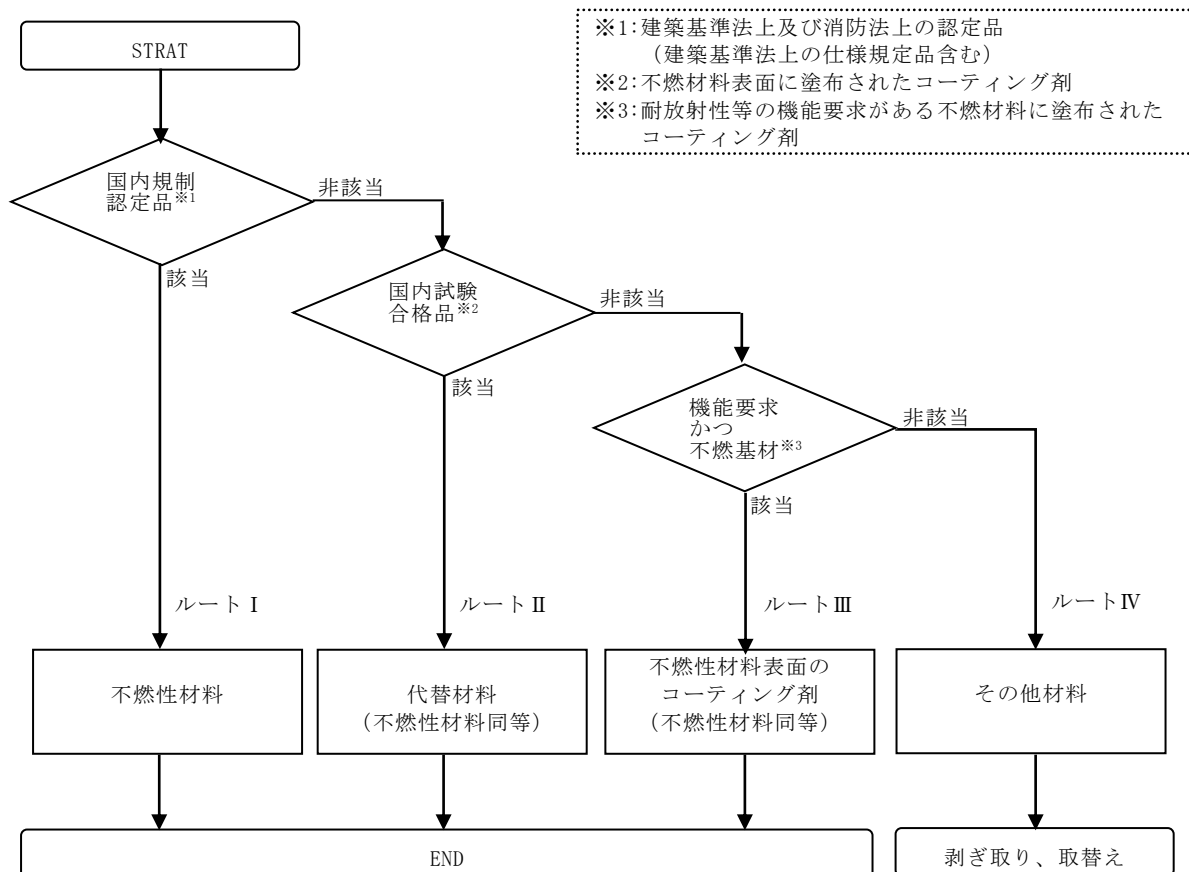 STRAT
※1:建築基準法上及び消防法上の認定品
(建築基準法上の仕様規定品含む)
※2:不燃材料表面に塗布されたコーティング剤
※3:耐放射性等の機能要求がある不燃材料に塗布された
コーティング剤
国内規制
認定品※1
非該当
該当
国内試験
合格品※2
非該当
該当
機能要求
かつ
不燃基材※3
非該当
該当
ルートⅠ
ルートⅡ
ルートⅢ
ルートⅣ
不燃性材料
代替材料
(不燃性材料同等)
不燃性材料表面の
コーティング剤
(不燃性材料同等)
その他材料
END
剥ぎ取り、取替え